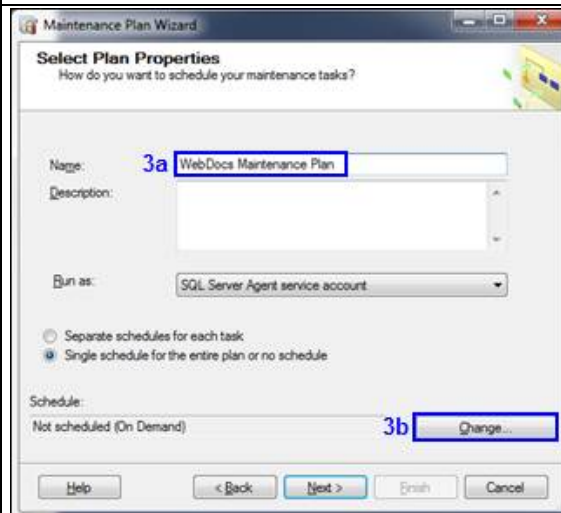 Maintenance Plan Wizard
Select Plan Properties
How do you want to schedule your maintenance tasks?
Name: 3a WebDocs Maintenance Plan
Description:
Run as: SQL Server Agent service account
Separate schedules for each task
Single schedule for the entire plan or no schedule
Schedule:
Not scheduled (On Demand) 3b Change...
Help < Back Next > Finish Cancel